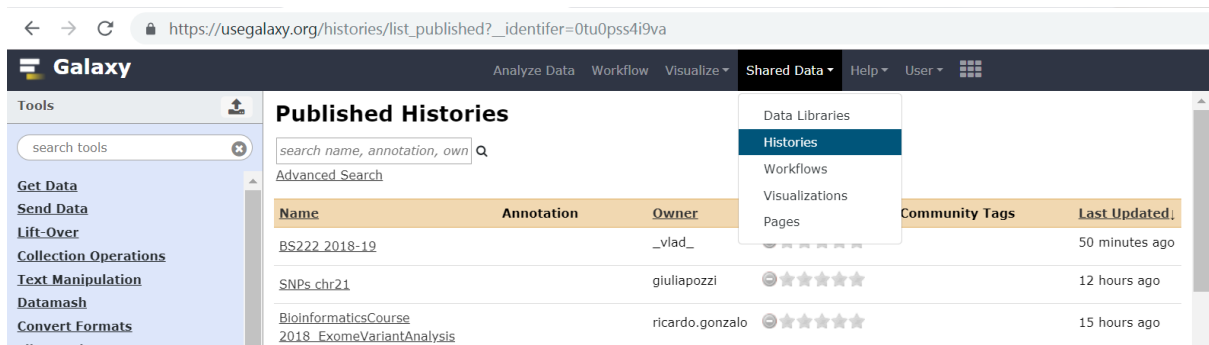 https://usegalaxy.org/histories/list_published?__identifer=0tu0pss4i9va
Galaxy
Analyze Data Workflow Visualize Shared Data Help User
Tools
search tools
Get Data
Send Data
Lift-Over
Collection Operations
Text Manipulation
Datamash
Convert Formats
Published Histories
search name, annotation, own
Advanced Search
Data Libraries
Histories
Workflows
Visualizations
Pages
Name Annotation Owner Community Tags Last Updated↓
BS222 2018-19 _vlad_ 50 minutes ago
SNPs chr21 giuliapozzi 12 hours ago
BioinformaticsCourse
2018_ExomeVariantAnalysis ricardo.gonzalo 15 hours ago